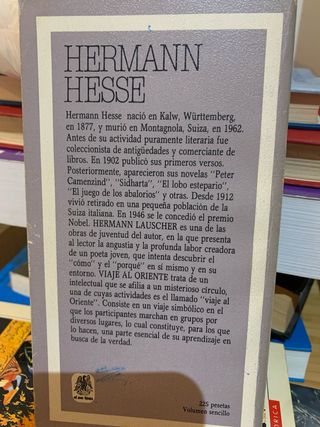 HERMANN
HESSE
Hermann Hesse nació en Kalw, Württemberg,
en 1877, y murió en Montagnola, Suiza, en 1962.
Antes de su actividad puramente literaria fue
coleccionista de antigüedades y comerciante de
libros. En 1902 publicó sus primeros versos.
Posteriormente, aparecieron sus novelas "Peter
Camenzind", "Sidharta", "El lobo estepario",
"El juego de los abalorios" y otras. Desde 1912
vivió retirado en una pequeña población de la
Suiza italiana. En 1946 se le concedió el premio
Nobel. HERMANN LAUSCHER es una de las
obras de juventud del autor, en la que presenta
al lector la angustia y la profunda labor creadora
de un poeta joven, que intenta descubrir el
"cómo" y el "porqué" en sí mismo y en su
entorno. VIAJE AL ORIENTE trata de un
intelectual que se afilia a un misterioso círculo,
una de cuyas actividades es el llamado "viaje al
Oriente". Consiste en un viaje simbólico en el
que los participantes marchan en grupos por
diversos lugares, lo cual constituye, para los que
lo hacen, una parte esencial de su aprendizaje en
busca de la verdad.
el ave fénix
225 pesetas
Volumen sencillo
ORICA